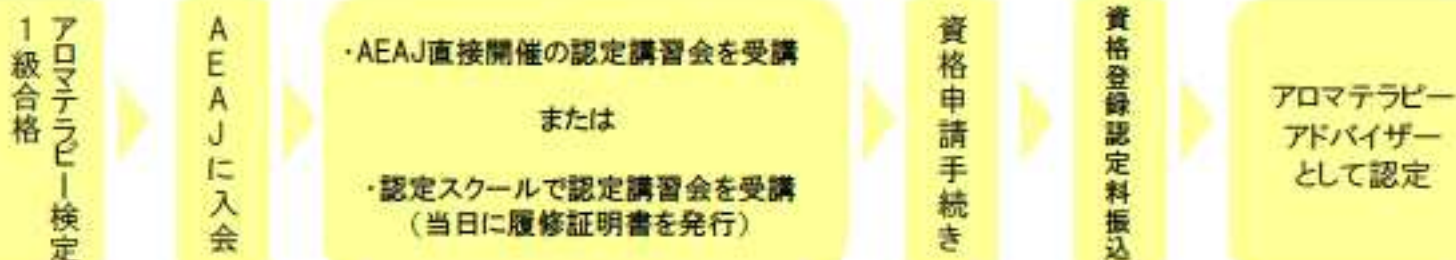 アロマテラピー検定
1級合格
AEAJに入会
・AEAJ直接開催の認定講習会を受講
または
・認定スクールで認定講習会を受講
(当日に履修証明書を発行)
資格申請手続き
資格登録認定料振込
アロマテラピー
アドバイザー
として認定